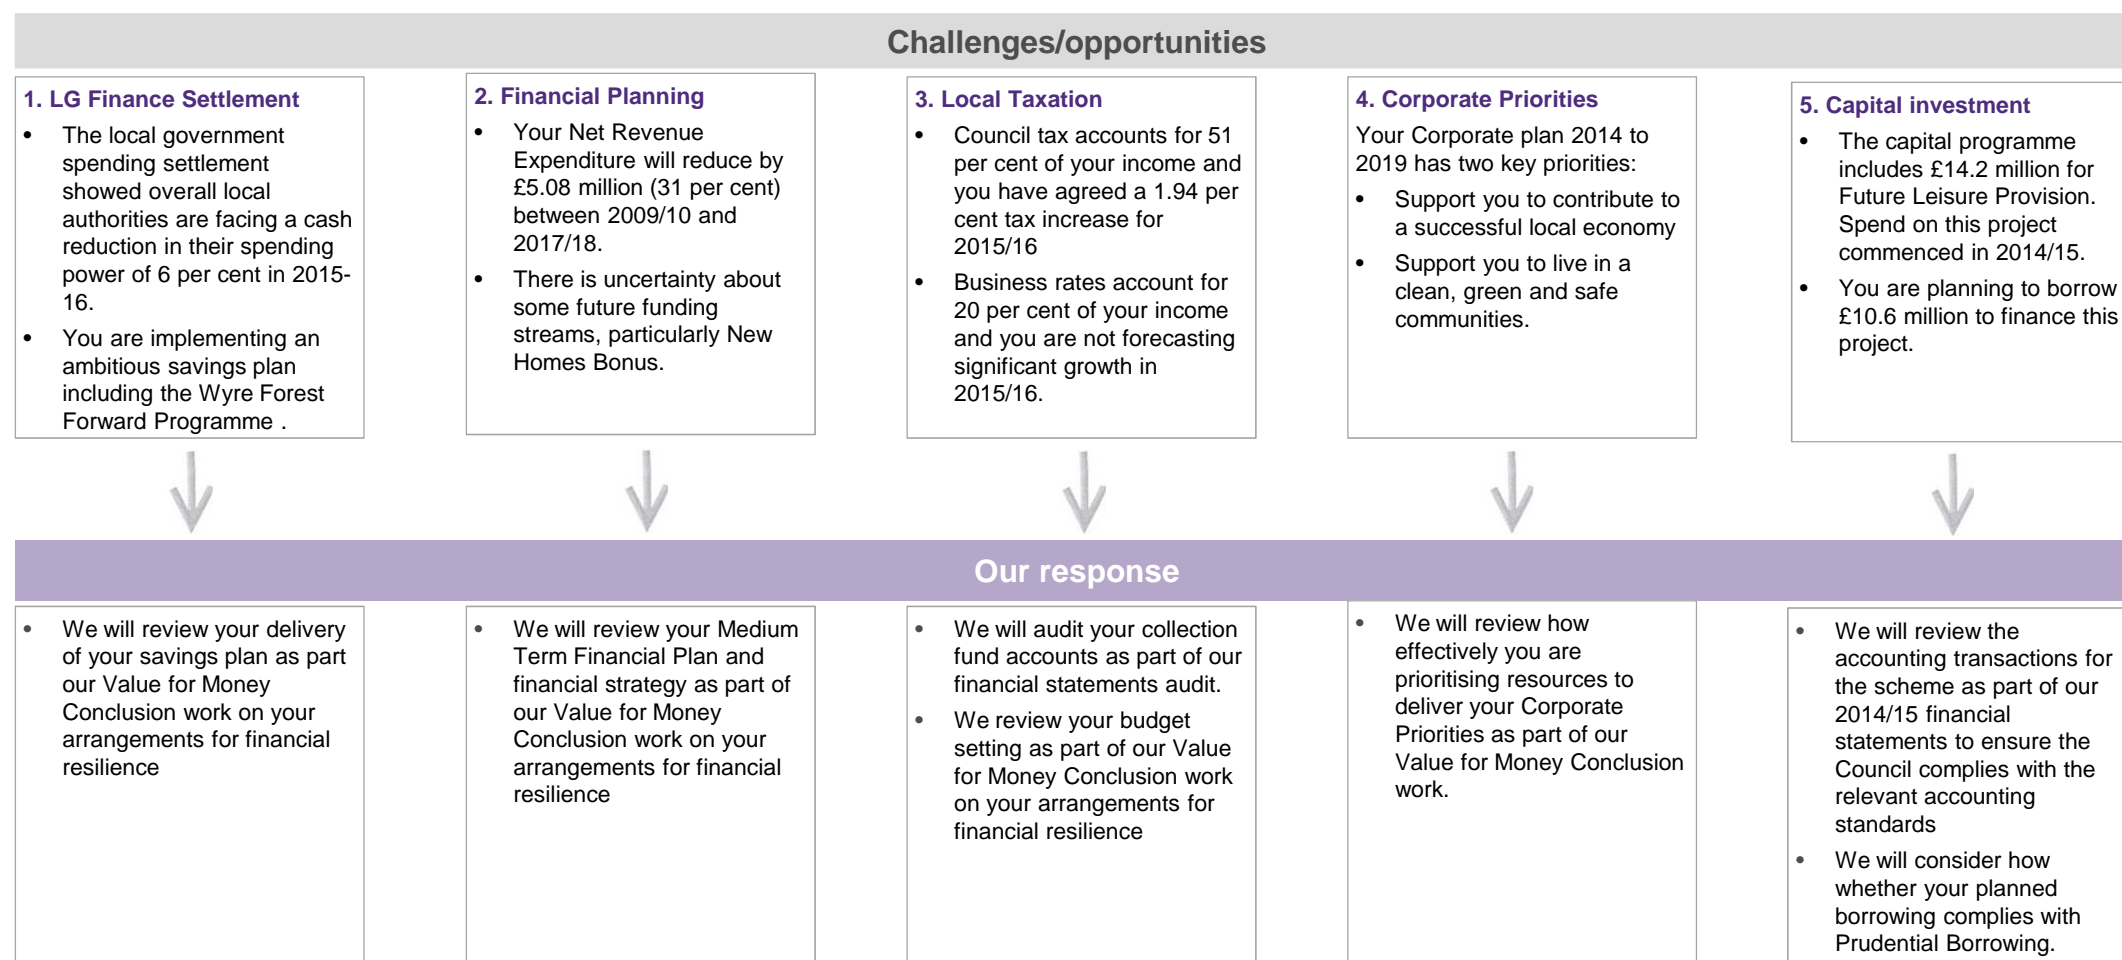 Challenges/opportunities
1. LG Finance Settlement
• The local government
spending settlement
showed overall local
authorities are facing a cash
reduction in their spending
power of 6 per cent in 2015-
16.
• You are implementing an
ambitious savings plan
including the Wyre Forest
Forward Programme .
2. Financial Planning
• Your Net Revenue
Expenditure will reduce by
£5.08 million (31 per cent)
between 2009/10 and
2017/18.
• There is uncertainty about
some future funding
streams, particularly New
Homes Bonus.
3. Local Taxation
• Council tax accounts for 51
per cent of your income and
you have agreed a 1.94 per
cent tax increase for
2015/16
• Business rates account for
20 per cent of your income
and you are not forecasting
significant growth in
2015/16.
4. Corporate Priorities
Your Corporate plan 2014 to
2019 has two key priorities:
• Support you to contribute to
a successful local economy
• Support you to live in a
clean, green and safe
communities.
5. Capital investment
• The capital programme
includes £14.2 million for
Future Leisure Provision.
Spend on this project
commenced in 2014/15.
• You are planning to borrow
£10.6 million to finance this
project.
Our response
• We will review your delivery
of your savings plan as part
our Value for Money
Conclusion work on your
arrangements for financial
resilience
• We will review your Medium
Term Financial Plan and
financial strategy as part of
our Value for Money
Conclusion work on your
arrangements for financial
resilience
• We will audit your collection
fund accounts as part of our
financial statements audit.
• We review your budget
setting as part of our Value
for Money Conclusion work
on your arrangements for
financial resilience
• We will review how
effectively you are
prioritising resources to
deliver your Corporate
Priorities as part of our
Value for Money Conclusion
work.
• We will review the
accounting transactions for
the scheme as part of our
2014/15 financial
statements to ensure the
Council complies with the
relevant accounting
standards
• We will consider how
whether your planned
borrowing complies with
Prudential Borrowing.